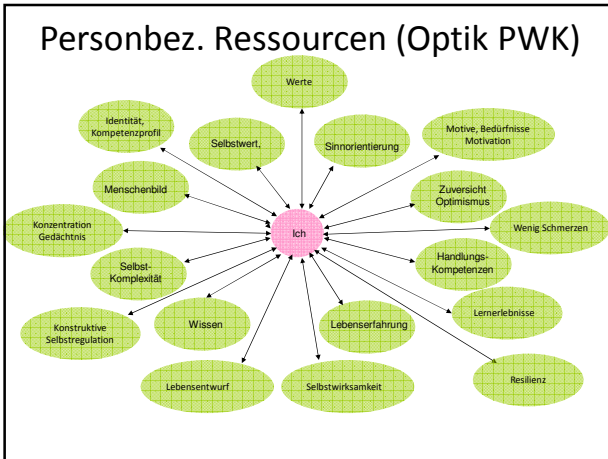 Personbez. Ressourcen (Optik PWK)
Werte
Identität,
Kompetenzprofil
Selbstwert,
Sinnorientierung
Motive, Bedürfnisse
Motivation
Menschenbild
Zuversicht
Optimismus
Konzentration
Gedächtnis
Ich
Wenig Schmerzen
Selbst-
Komplexität
Handlungs-
Kompetenzen
Konstruktive
Selbstregulation
Wissen
Lebenserfahrung
Lernerlebnisse
Lebensentwurf
Selbstwirksamkeit
Resilienz